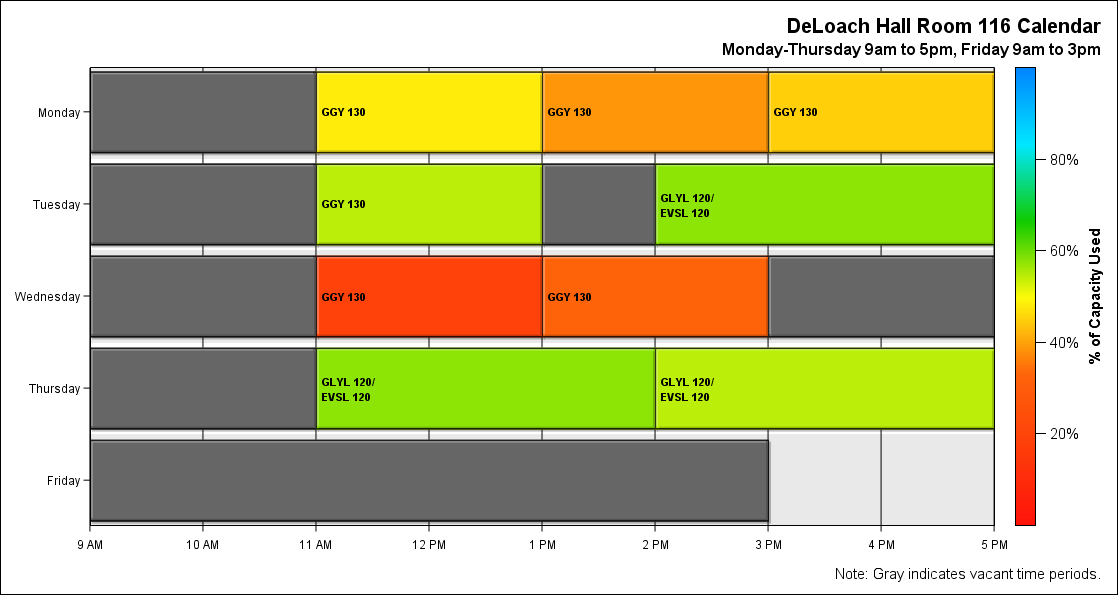 DeLoach Hall Room 116 Calendar
Monday-Thursday 9am to 5pm, Friday 9am to 3pm
Monday
GGY 130
GGY 130
GGY 130
Tuesday
GGY 130
GLYL 120/
EVSL 120
Wednesday
GGY 130
GGY 130
Thursday
GLYL 120/
EVSL 120
GLYL 120/
EVSL 120
Friday
9 AM
10 AM
11 AM
12 PM
1 PM
2 PM
3 PM
4 PM
5 PM
80%
60%
40%
20%
% of Capacity Used
Note: Gray indicates vacant time periods.